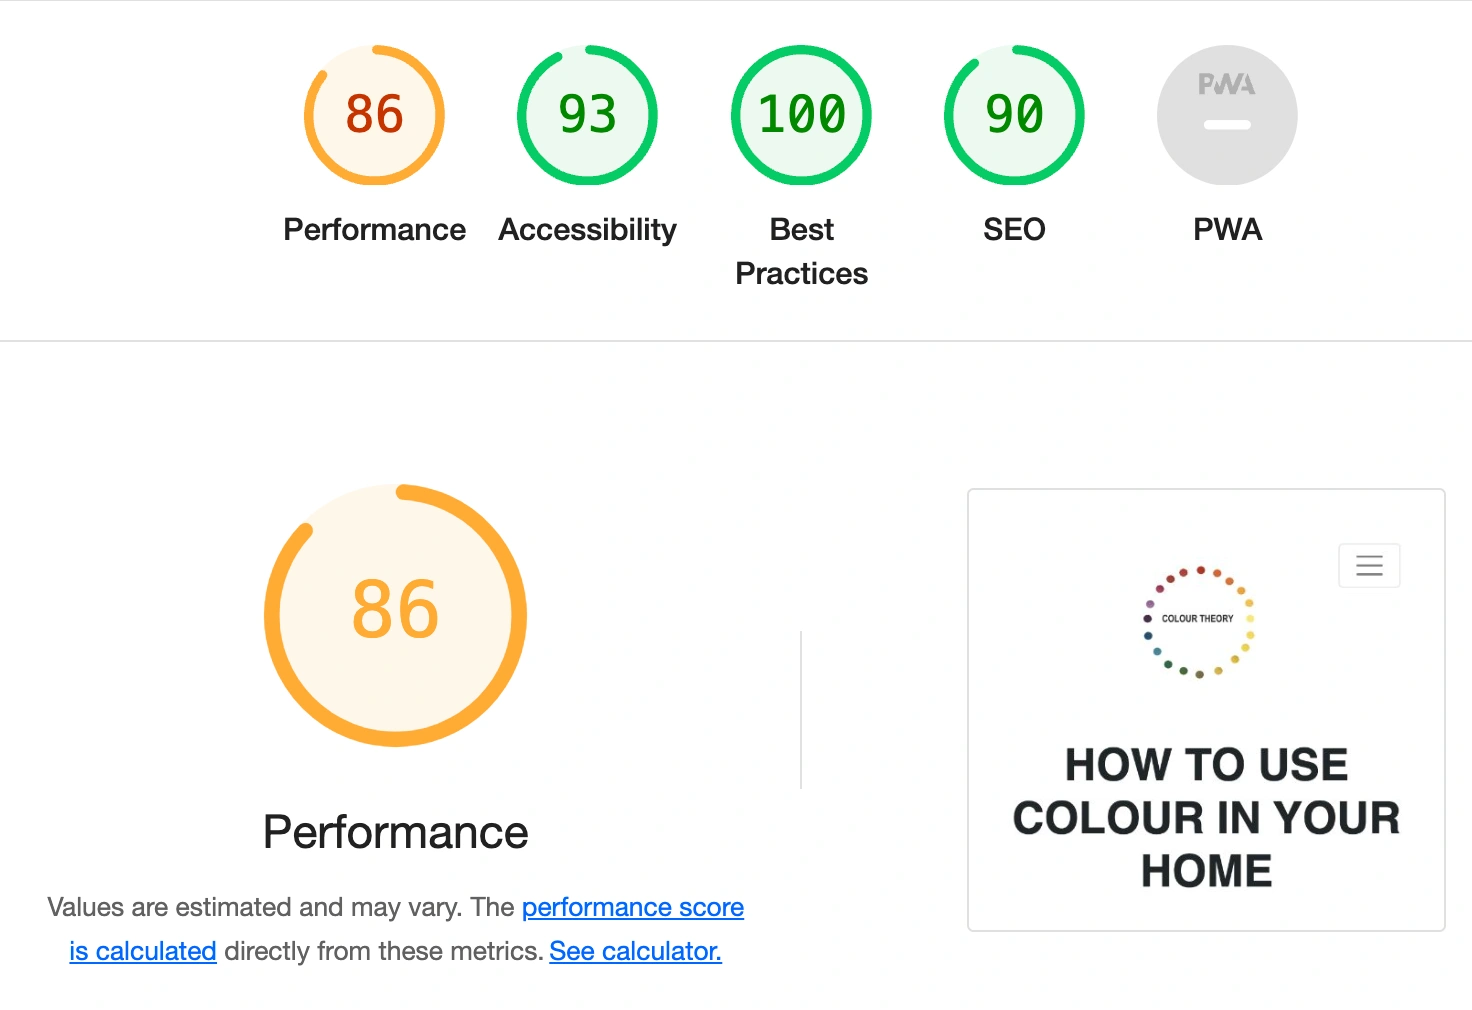 86
93
100
90
PWA
Performance
Accessibility
Best
Practices
SEO
PWA
86
Performance
Values are estimated and may vary. The performance score
is calculated directly from these metrics. See calculator.
COLOUR THEORY
HOW TO USE
COLOUR IN YOUR
HOME